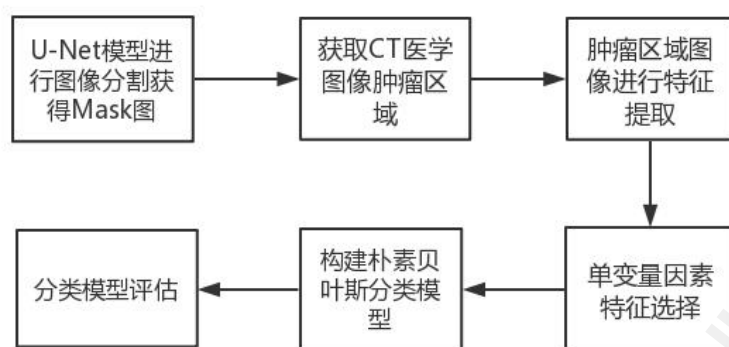 U-Net模型进
行图像分割获
得Mask图
获取CT医学
图像肿瘤区
域
肿瘤区域图
像进行特征
提取
单变量因素
特征选择
构建朴素贝
叶斯分类模
型
分类模型评估